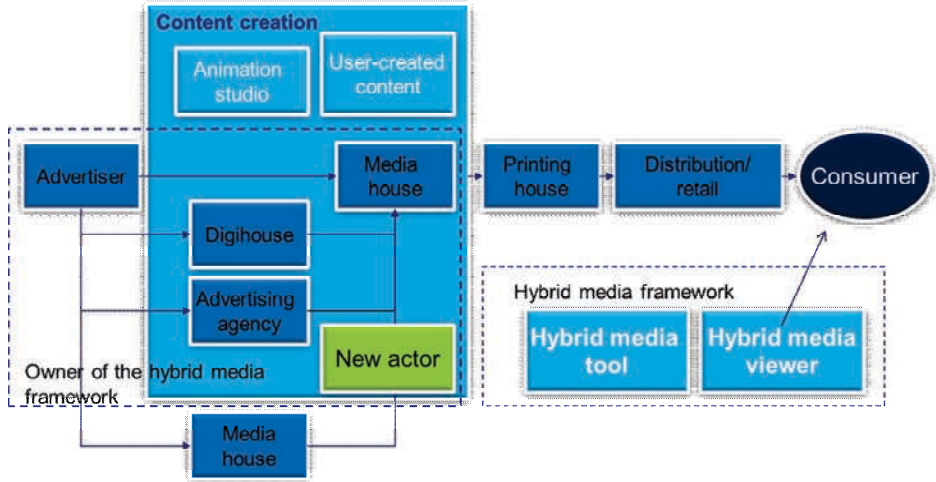 Content creation
Animation
studio
User-created
content
Advertiser
Media
house
Printing
house
Distribution/
retail
Consumer
Digihouse
Advertising
agency
New actor
Owner of the hybrid media
framework
Media
house
Hybrid media framework
Hybrid media
tool
Hybrid media
viewer